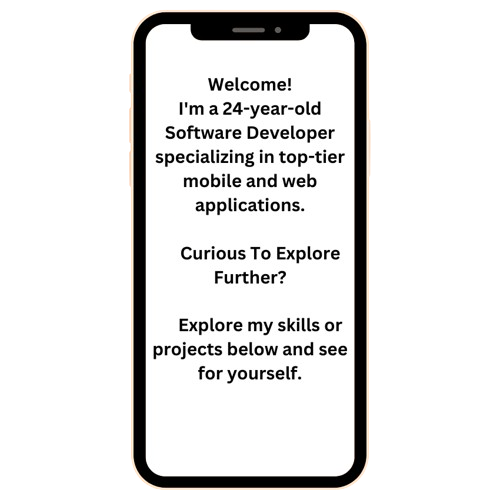 Welcome!
I'm a 24-year-old
Software Developer
specializing in top-tier
mobile and web
applications.
Curious To Explore
Further?
Explore my skills or
projects below and see
for yourself.